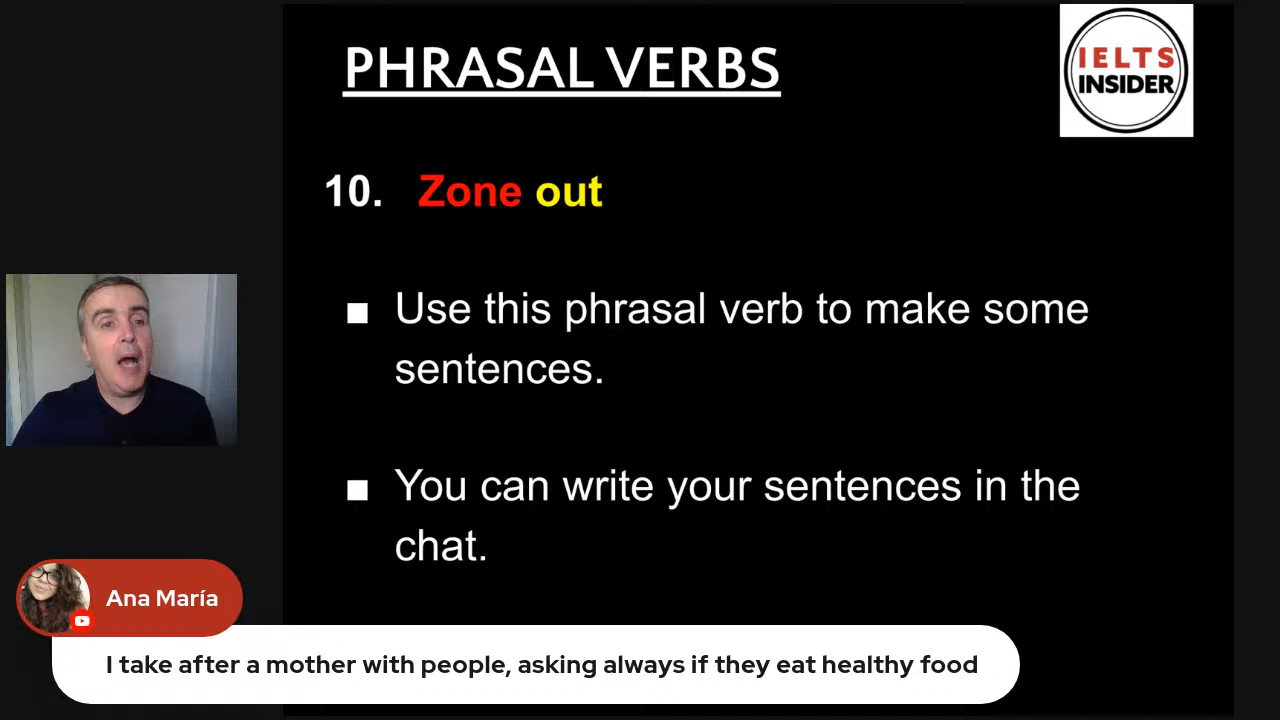 PHRASAL VERBS
IELTS
INSIDER
10. Zone out
■ Use this phrasal verb to make some
sentences.
■ You can write your sentences in the
chat.
Ana María
I take after a mother with people, asking always if they eat healthy food